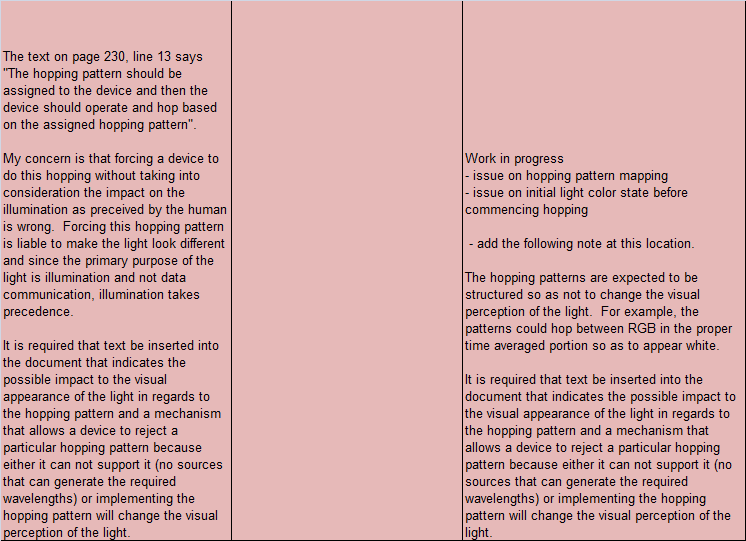 The text on page 230, line 13 says
"The hopping pattern should be
assigned to the device and then the
device should operate and hop based
on the assigned hopping pattern".
My concern is that forcing a device to
do this hopping without taking into
consideration the impact on the
illumination as preceived by the human
is wrong.  Forcing this hopping pattern
is liable to make the light look different
and since the primary purpose of the
light is illumination and not data
communication, illumination takes
precedence.
It is required that text be inserted into
the document that indicates the
possible impact to the visual
appearance of the light in regards to
the hopping pattern and a mechanism
that allows a device to reject a
particular hopping pattern because
either it can not support it (no sources
that can generate the required
wavelengths) or implementing the
hopping pattern will change the visual
perception of the light.
Work in progress
- issue on hopping pattern mapping
- issue on initial light color state before
commencing hopping
- add the following note at this location.
The hopping patterns are expected to be
structured so as not to change the visual
perception of the light.  For example, the
patterns could hop between RGB in the proper
time averaged portion so as to appear white.
It is required that text be inserted into the
document that indicates the possible impact to
the visual appearance of the light in regards to
the hopping pattern and a mechanism that
allows a device to reject a particular hopping
pattern because either it can not support it (no
sources that can generate the required
wavelengths) or implementing the hopping
pattern will change the visual perception of the
light.